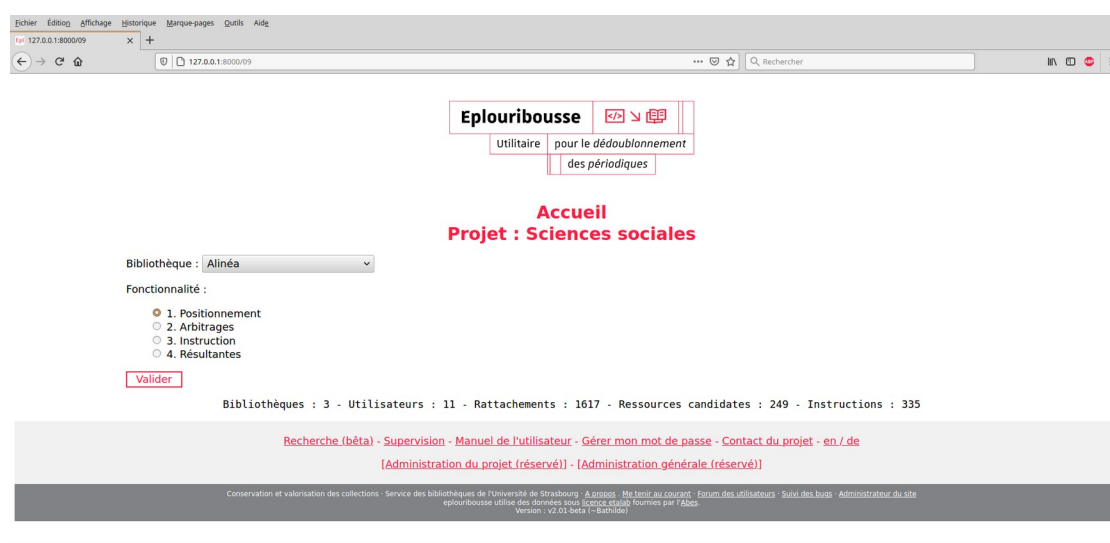 Fichier Édition Affichage Historique Marque-pages Outils Aide
Epl 127.0.0.1:8000/09 × +
127.0.0.1:8000/09 ··· Rechercher ABP
Eplouribousse </>
Utilitaire pour le dédoublonnement
des périodiques
Accueil
Projet : Sciences sociales
Bibliothèque : Alinéa
Fonctionnalité :
1. Positionnement
2. Arbitrages
3. Instruction
4. Résultantes
Valider
Bibliothèques : 3 - Utilisateurs : 11 - Rattachements : 1617 - Ressources candidates : 249 - Instructions : 335
Recherche (bêta) - Supervision - Manuel de l'utilisateur - Gérer mon mot de passe - Contact du projet - en / de
[Administration du projet (réservé)] - [Administration générale (réservé)]
Conservation et valorisation des collections · Service des bibliothèques de l'Université de Strasbourg · A propos · Me tenir au courant · Forum des utilisateurs · Suivi des bugs · Administrateur du site
eplouribousse utilise des données sous licence etalab fournies par l'Abes.
Version : v2.01-beta (~Bathilde)